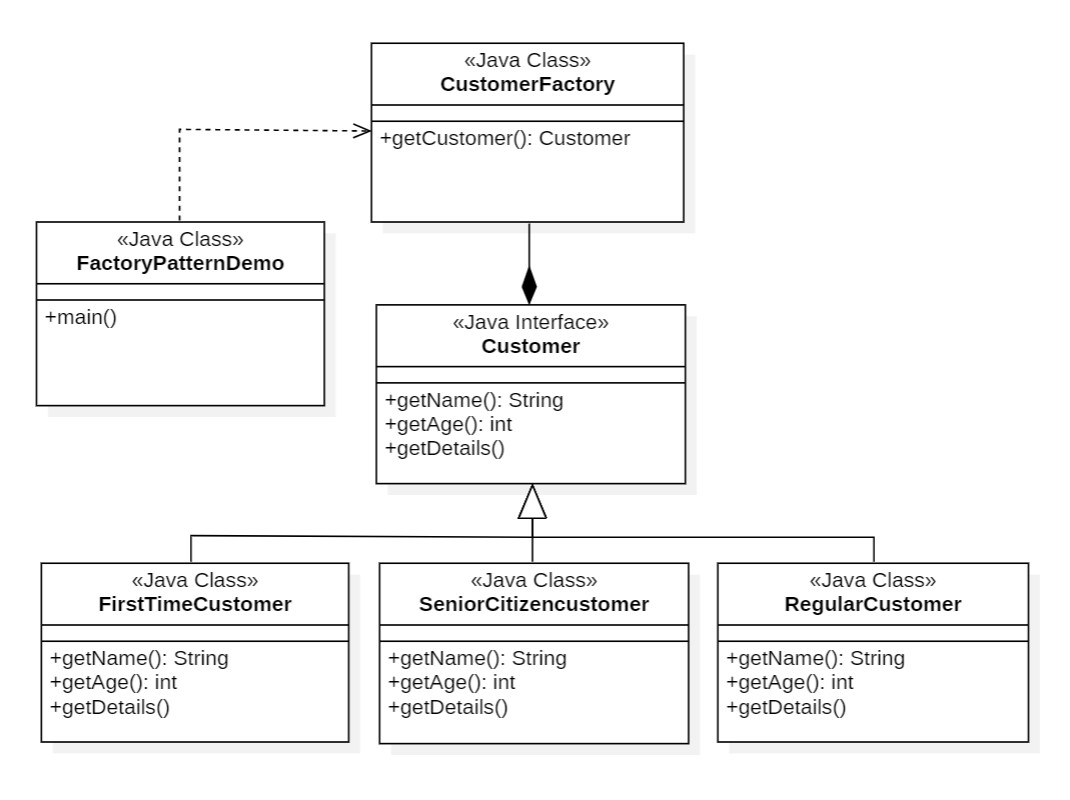 «Java Class»
CustomerFactory
+getCustomer(): Customer
«Java Class»
FactoryPatternDemo
+main()
«Java Interface»
Customer
+getName(): String
+getAge(): int
+getDetails()
«Java Class»
FirstTimeCustomer
+getName(): String
+getAge(): int
+getDetails()
«Java Class»
SeniorCitizencustomer
+getName(): String
+getAge(): int
+getDetails()
«Java Class»
RegularCustomer
+getName(): String
+getAge(): int
+getDetails()